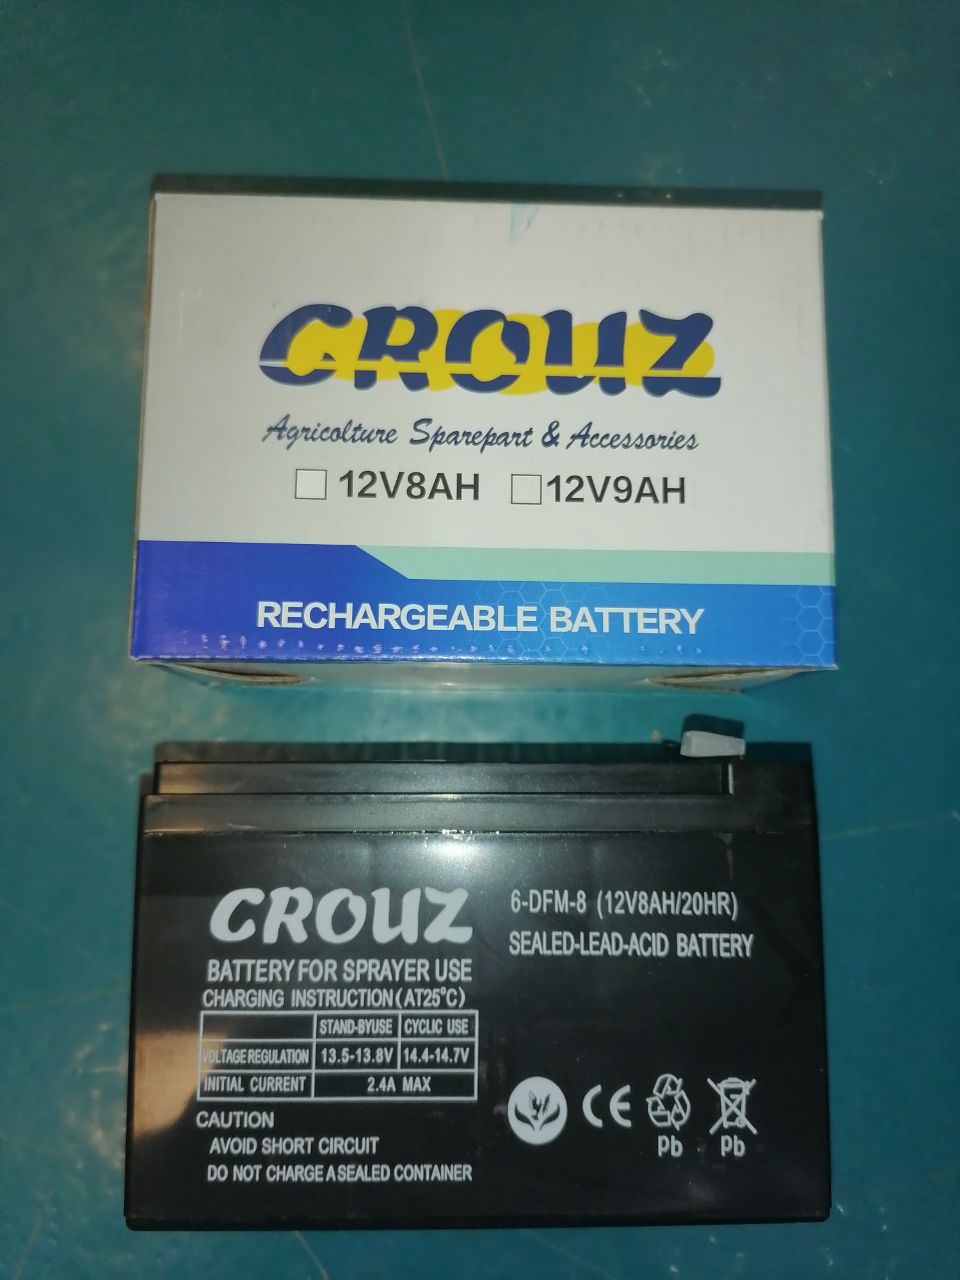 CROUZ
Agricolture Sparepart & Accessories
12V8AH 12V9AH
RECHARGEABLE BATTERY
CROUZ
BATTERY FOR SPRAYER USE
CHARGING INSTRUCTION (AT25°C)
STAND-BYUSE CYCLIC USE
VOLTAGE REGULATION 13.5-13.8V 14.4-14.7V
INITIAL CURRENT 2.4A MAX
CAUTION
AVOID SHORT CIRCUIT
DO NOT CHARGE A SEALED CONTAINER
6-DFM-8 (12V8AH/20HR)
SEALED-LEAD-ACID BATTERY
CE
Pb Pb